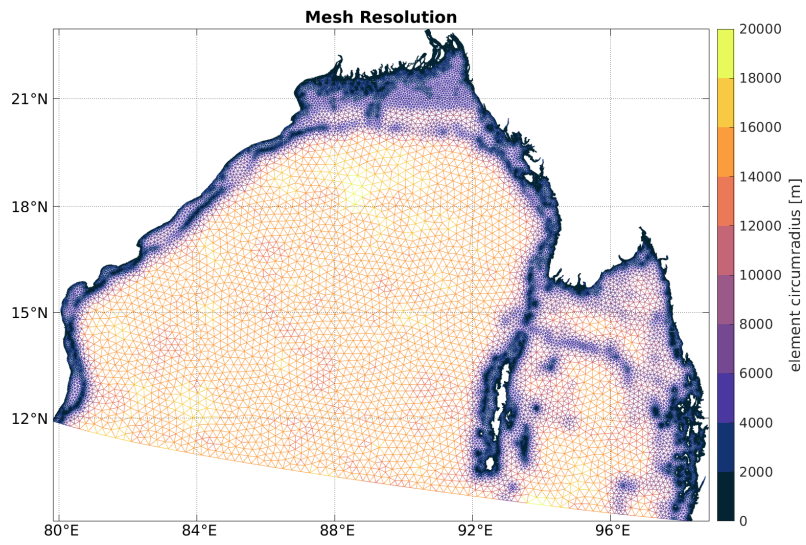 Mesh Resolution
21°N
18°N
15°N
12°N
80°E
84°E
88°E
92°E
96°E
20000
18000
16000
14000
12000
10000
8000
6000
4000
2000
0
element circumradius [m]